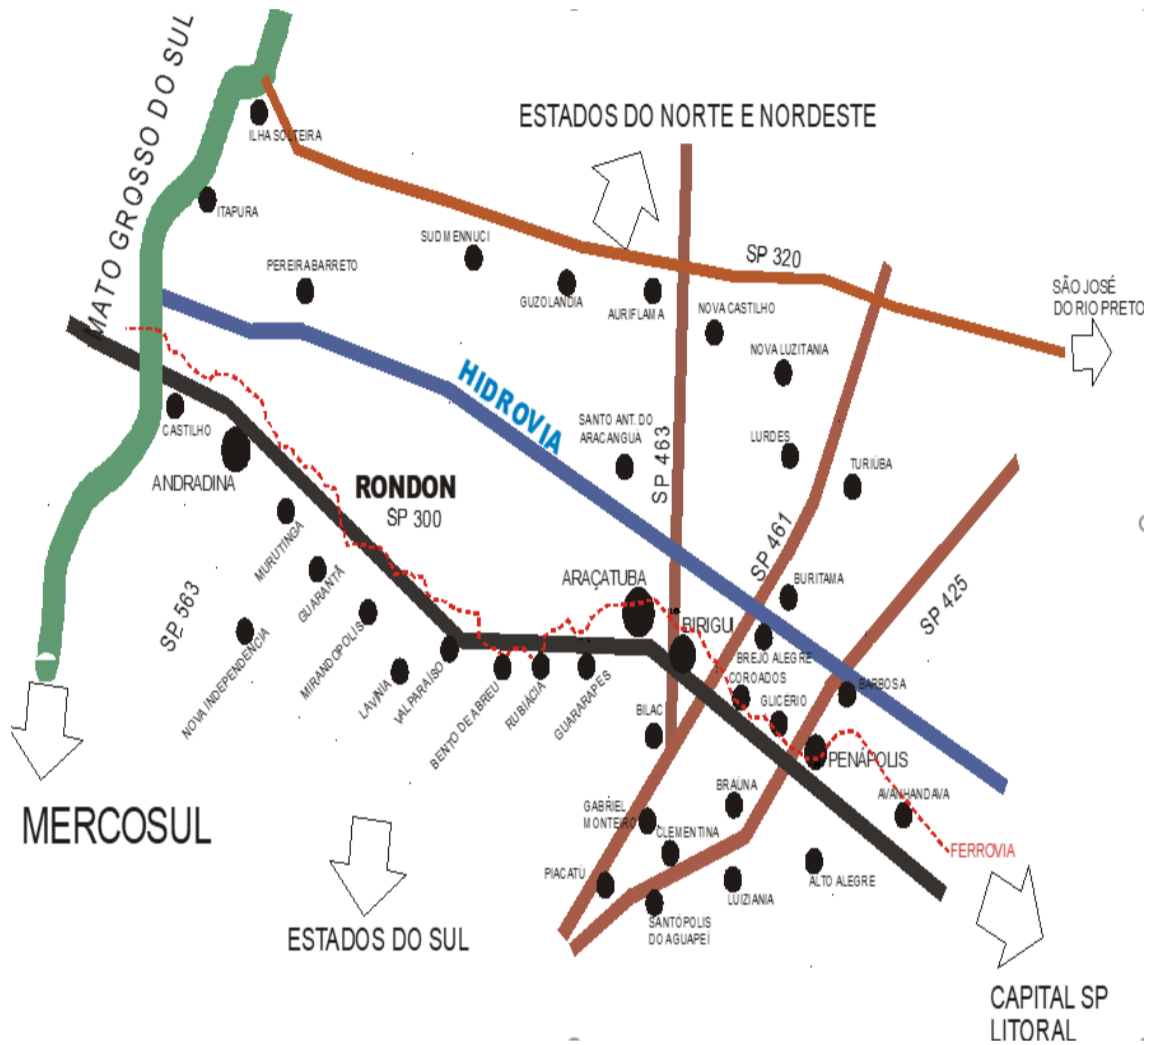 MATO GROSSO DO SUL
ILHA SOLTEIRA
ITAPURA
ESTADOS DO NORTE E NORDESTE
SUD MENNUCI
PEREIRA BARRETO
GUZOLANDIA
AURIFLAMA
SP 320
SÃO JOSÉ
DO RIO PRETO
NOVA CASTILHO
NOVA LUZITANIA
HIDROVIA
SANTO ANT. DO
ARACANGUÁ
SP 463
LURDES
TURIÚBA
CASTILHO
ANDRADINA
RONDON
SP 300
MURUTINGA
GUARANTA
SP 563
NOVA INDEPENDENCIA
MIRANDOPOLIS
LAVINIA
VALPARAÍSO
BENTO DE ABREU
RUBIÁCIA
GUARARAPES
ARAÇATUBA
BIRIGUI
SP 461
BURITAMA
SP 425
BREJO ALEGRE
COROADOS
GLICÉRIO
BARBOSA
BILAC
PENÁPOLIS
AVANHANDAVA
BRAÚNA
GABRIEL
MONTEIRO
CLEMENTINA
FERROVIA
PIACATÚ
LUIZIANIA
ALTO ALEGRE
SANTÓPOLIS
DO AGUAPEÍ
MERCOSUL
ESTADOS DO SUL
CAPITAL SP
LITORAL